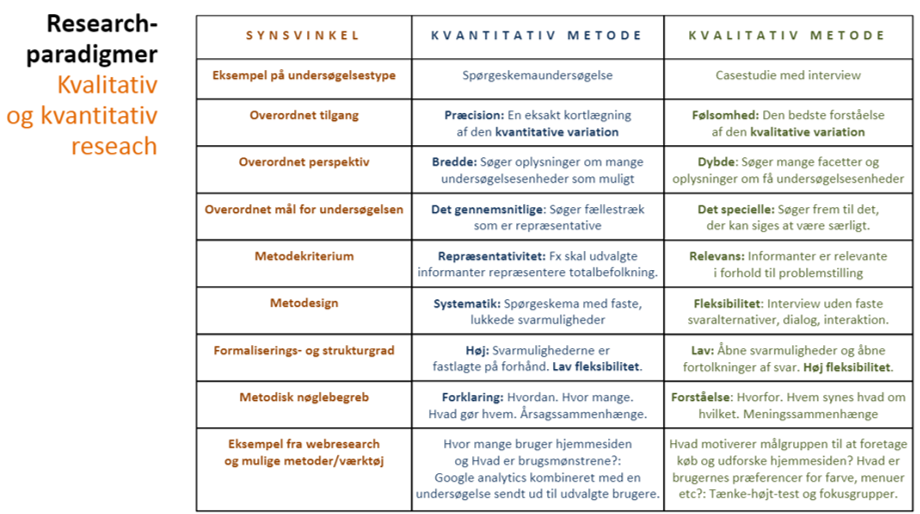 Research-
paradigmer
Kvalitativ
og kvantitativ
reseach
SYNSVINKEL
KVANTITATIV METODE
KVALITATIV METODE
Eksempel på undersøgelsestype
Spørgeskemaundersøgelse
Casestudie med interview
Overordnet tilgang
Præcision: En eksakt kortlægning
af den kvantitative variation
Følsomhed: Den bedste forståelse
af den kvalitative variation
Overordnet perspektiv
Bredde: Søger oplysninger om mange
undersøgelsesenheder som muligt
Dybde: Søger mange facetter og
oplysninger om få undersøgelsesenheder
Overordnet mål for undersøgelsen
Det gennemsnitlige: Søger fællestræk
som er repræsentative
Det specielle: Søger frem til det,
der kan siges at være særligt.
Metodekriterium
Repræsentativitet: Fx skal udvalgte
informanter repræsentere totalbefolkning.
Relevans: Informanter er relevante
i forhold til problemstilling
Metodesign
Systematik: Spørgeskema med faste,
lukkede svarmuligheder
Fleksibilitet: Interview uden faste
svaralternativer, dialog, interaktion.
Formaliserings- og strukturgrad
Høj: Svarmulighederne er
fastlagte på forhånd. Lav fleksibilitet.
Lav: Åbne svarmuligheder og åbne
fortolkninger af svar. Høj fleksibilitet.
Metodisk nøglebegreb
Forklaring: Hvordan. Hvor mange.
Hvad gør hvem. Årsagssammenhæng.
Forståelse: Hvorfor. Hvem synes hvad om
hvilket. Meningssammenhæng
Eksempel fra webresearch
og mulige metoder/værktøj
Hvor mange bruger hjemmesiden
og Hvad er brugsmønstrene?:
Google analytics kombineret med en
undersøgelse sendt ud til udvalgte brugere.
Hvad motiverer målgruppen til at foretage
køb og udforske hjemmesiden? Hvad er
brugernes præferencer for farve, menuer
etc?: Tænke-højt-test og fokusgrupper.